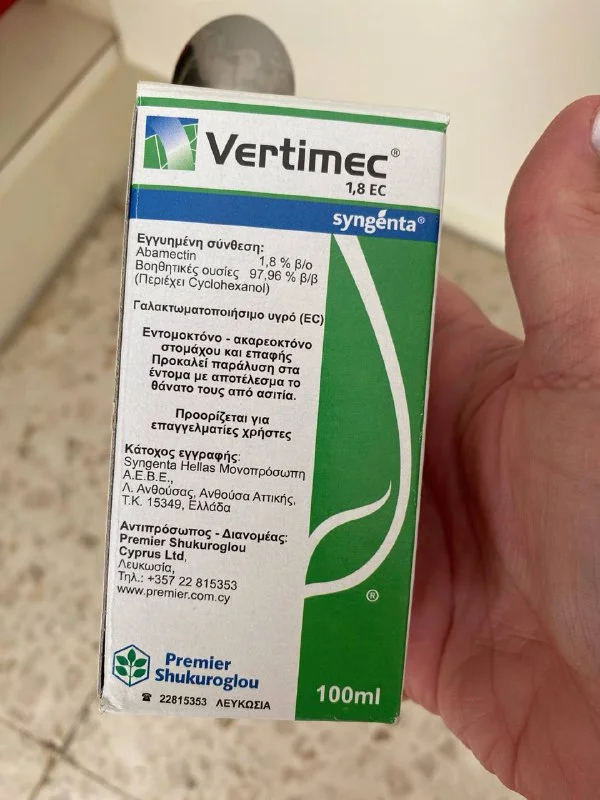 Vertimec®
1,8 EC
syngenta®
Εγγυημένη σύνθεση:
Abamectin 1,8 % β/ο
Βοηθητικές ουσίες 97,96 % β/β
(Περιέχει Cyclohexanol)
Γαλακτωματοποιήσιμο υγρό (EC)
Εντομοκτόνο - ακαρεοκτόνο
στομάχου και επαφής
Προκαλεί παράλυση στα
έντομα με αποτέλεσμα το
θάνατο τους από ασιτία.
Προορίζεται για
επαγγελματίες χρήστες
Κάτοχος εγγραφής:
Syngenta Hellas Μονοπρόσωπη
Α.Ε.Β.Ε.,
Λ. Ανθούσας, Ανθούσα Αττικής,
Τ.Κ. 15349, Ελλάδα
Αντιπρόσωπος - Διανομέας:
Premier Shukuroglou
Cyprus Ltd,
Λευκωσία,
Τηλ.: +357 22 815353
www.premier.com.cy
®
Premier
Shukuroglou
☎ 22815353 ΛΕΥΚΩΣΙΑ
100ml